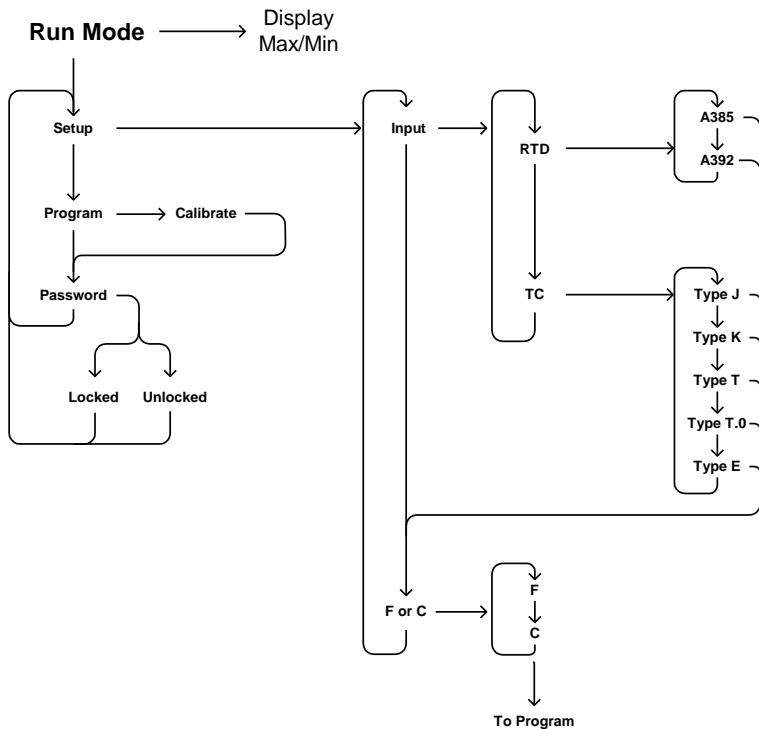 Run Mode
Display
Max/Min
Setup
Input
RTD
A385
A392
Program
Calibrate
Password
TC
Type J
Type K
Type T
Type T.0
Type E
Locked
Unlocked
F or C
F
C
To Program